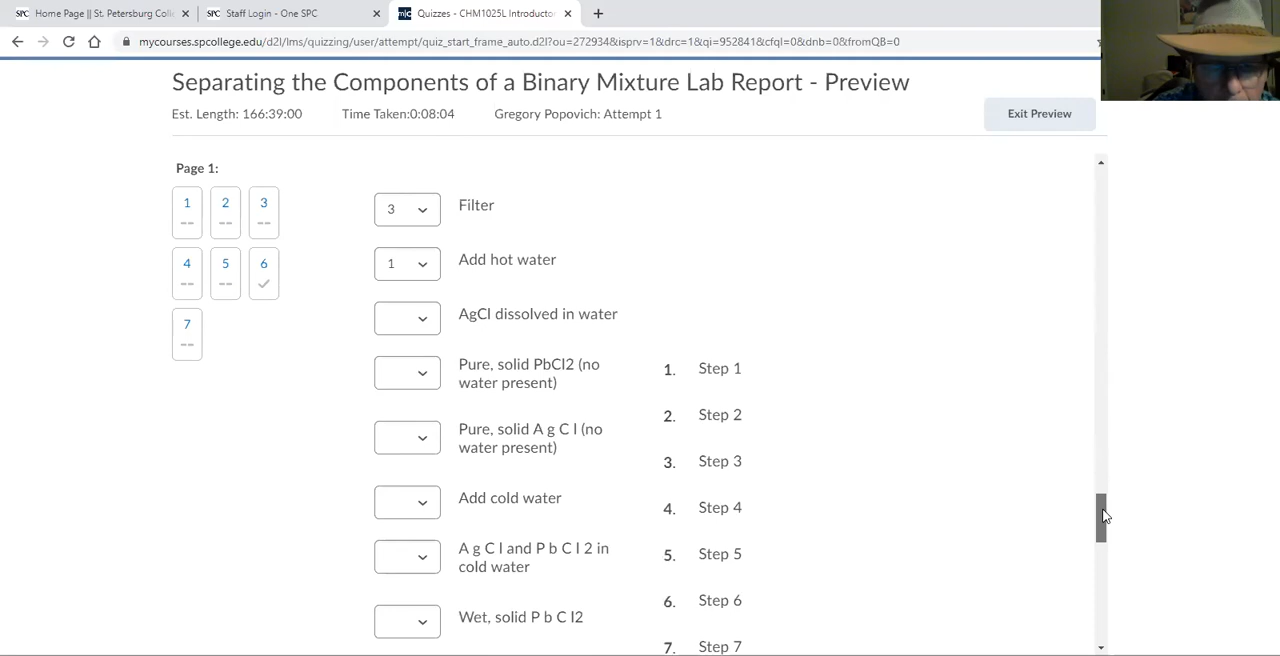 SPC Home Page || St. Petersburg Coll
SPC Staff Login - One SPC
m|c Quizzes - CHM1025L Introductor
mycourses.spcollege.edu/d2l/lms/quizzing/user/attempt/quiz_start_frame_auto.d2l?ou=272934&isprv=1&drc=1&qi=952841&cfql=0&dnb=0&fromQB=0
Separating the Components of a Binary Mixture Lab Report - Preview
Est. Length: 166:39:00 Time Taken:0:08:04 Gregory Popovich: Attempt 1
Exit Preview
Page 1:
1 2 3
-- -- --
4 5 6
-- --
7
--
3 Filter
1 Add hot water
AgCl dissolved in water
Pure, solid PbCl2 (no
water present)
Pure, solid A g C l (no
water present)
Add cold water
A g C l and P b C l 2 in
cold water
Wet, solid P b C l2
1. Step 1
2. Step 2
3. Step 3
4. Step 4
5. Step 5
6. Step 6
7. Step 7